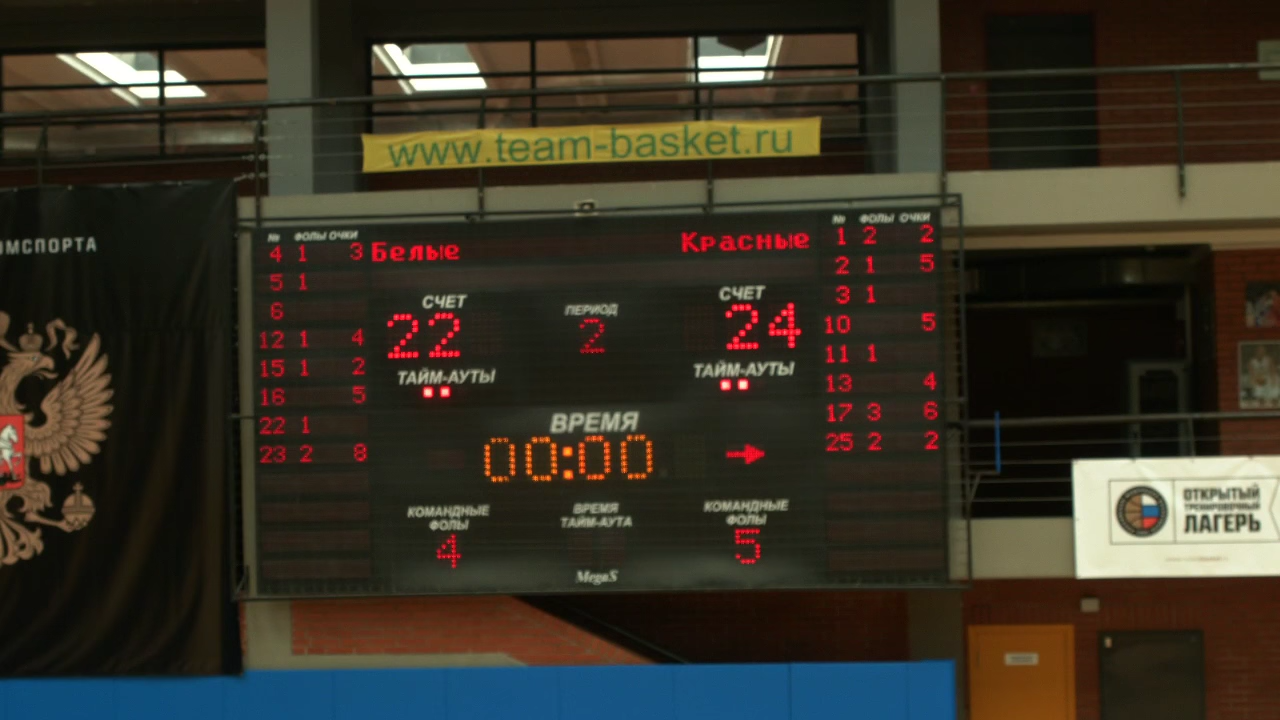 www.team-basket.ru
ИМСПОРТА
№ ФОЛЫ ОЧКИ
4 1 3
5 1
6
12 1 4
15 1 2
16 5
22 1
23 2 8
Белые
Красные
СЧЕТ
22
ПЕРИОД
2
СЧЕТ
24
ТАЙМ-АУТЫ
ТАЙМ-АУТЫ
ВРЕМЯ
00:00
КОМАНДНЫЕ
ФОЛЫ
4
ВРЕМЯ
ТАЙМ-АУТА
КОМАНДНЫЕ
ФОЛЫ
5
MegaS
№ ФОЛЫ ОЧКИ
1 2 2
2 1 5
3 1
10 5
11 1
13 4
17 3 6
25 2 2
ОТКРЫТЫЙ
ТРЕНИРОВОЧНЫЙ
ЛАГЕРЬ